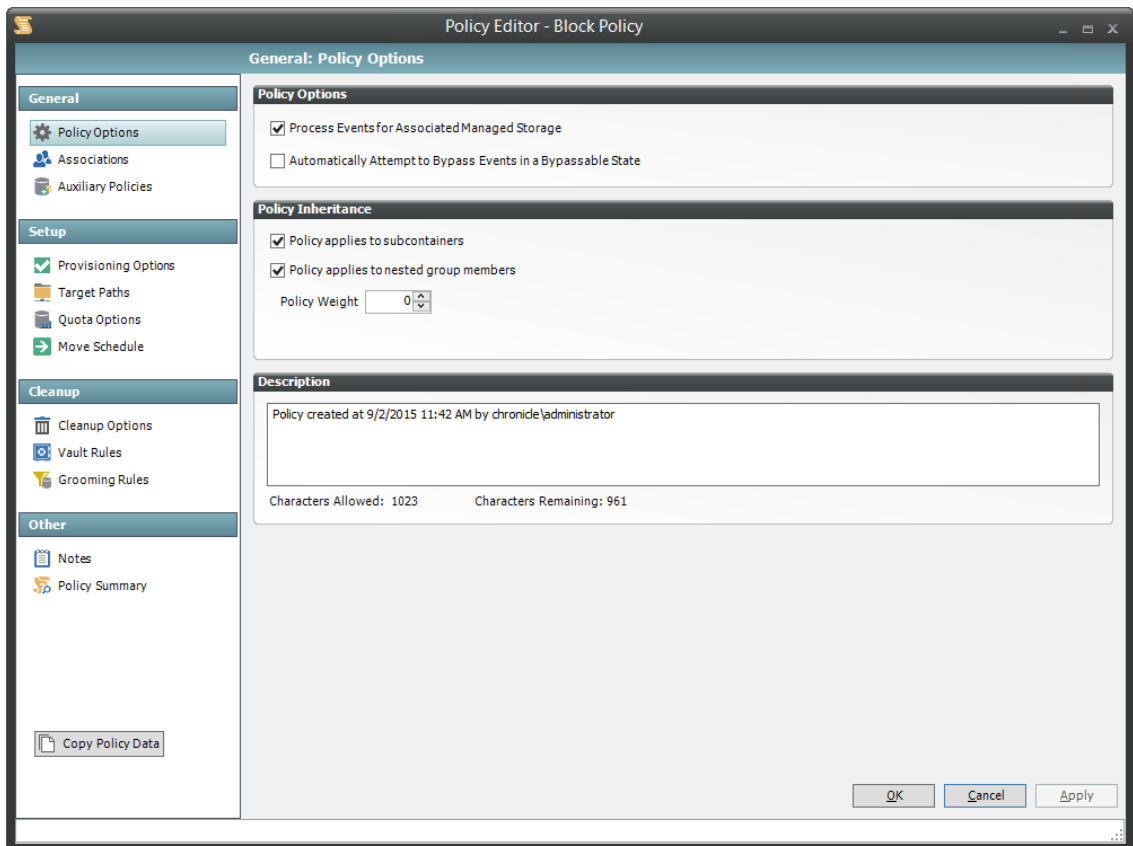 Policy Editor - Block Policy
General: Policy Options
General
Policy Options
Associations
Auxiliary Policies
Setup
Provisioning Options
Target Paths
Quota Options
Move Schedule
Cleanup
Cleanup Options
Vault Rules
Grooming Rules
Other
Notes
Policy Summary
Copy Policy Data
Policy Options
Process Events for Associated Managed Storage
Automatically Attempt to Bypass Events in a Bypassable State
Policy Inheritance
Policy applies to subcontainers
Policy applies to nested group members
Policy Weight 0
Description
Policy created at 9/2/2015 11:42 AM by chronicle\administrator
Characters Allowed: 1023 Characters Remaining: 961
OK Cancel Apply